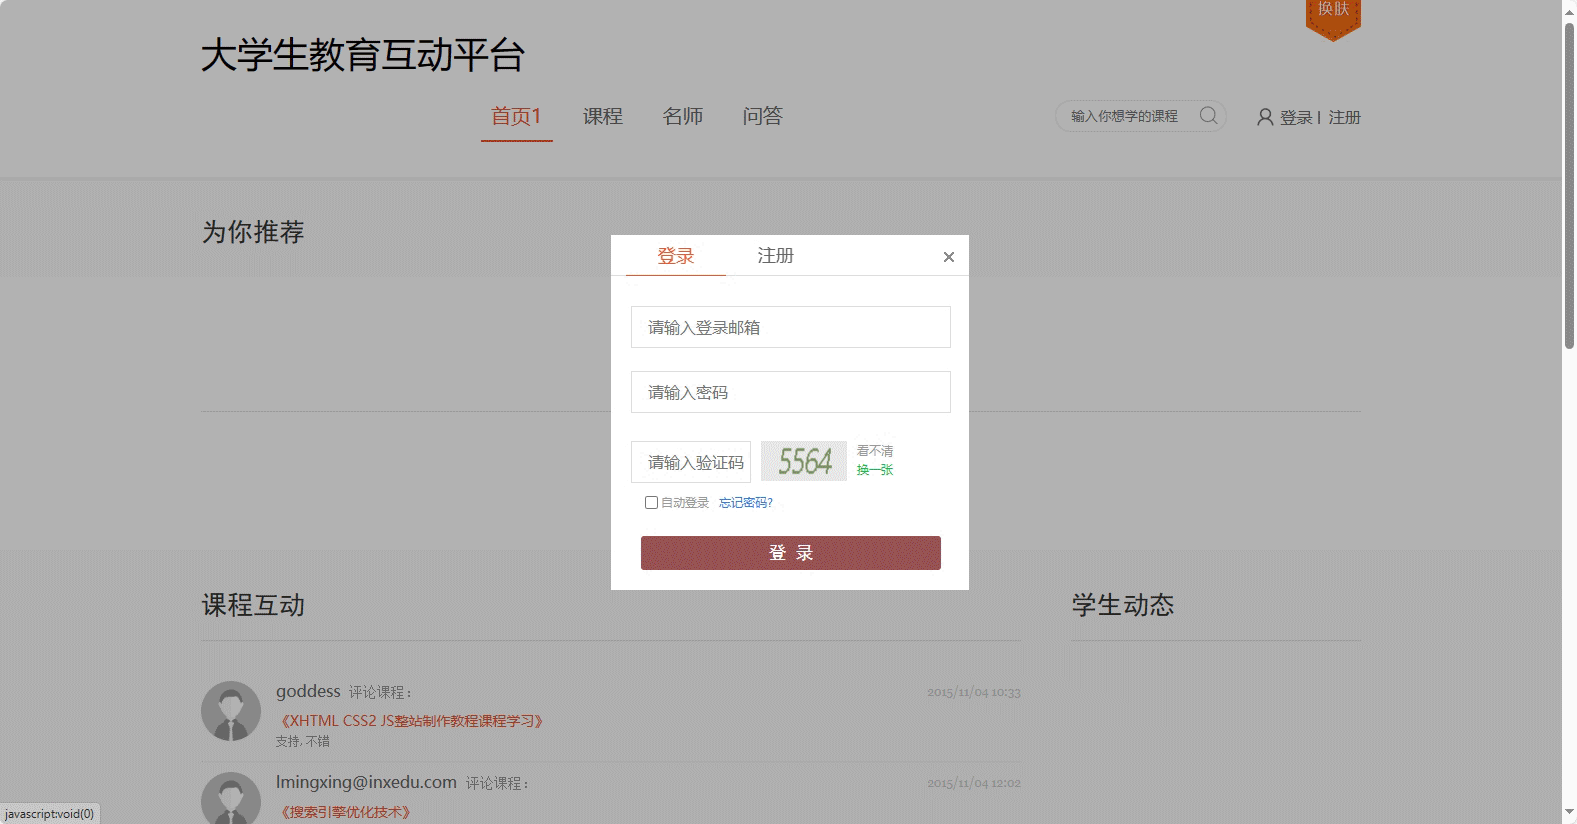 换肤
大学生教育互动平台
首页1 课程 名师 问答 输入你想学的课程 登录 | 注册
为你推荐
登录 注册 ×
请输入登录邮箱
请输入密码
请输入验证码 5564 看不清
换一张
自动登录 忘记密码?
登 录
课程互动 学生动态
goddess 评论课程： 2015/11/04 10:33
《XHTML CSS2 JS整站制作教程课程学习》
支持, 不错
lmingxing@inxedu.com 评论课程： 2015/11/04 12:02
《搜索引擎优化技术》
javascript:void(0)